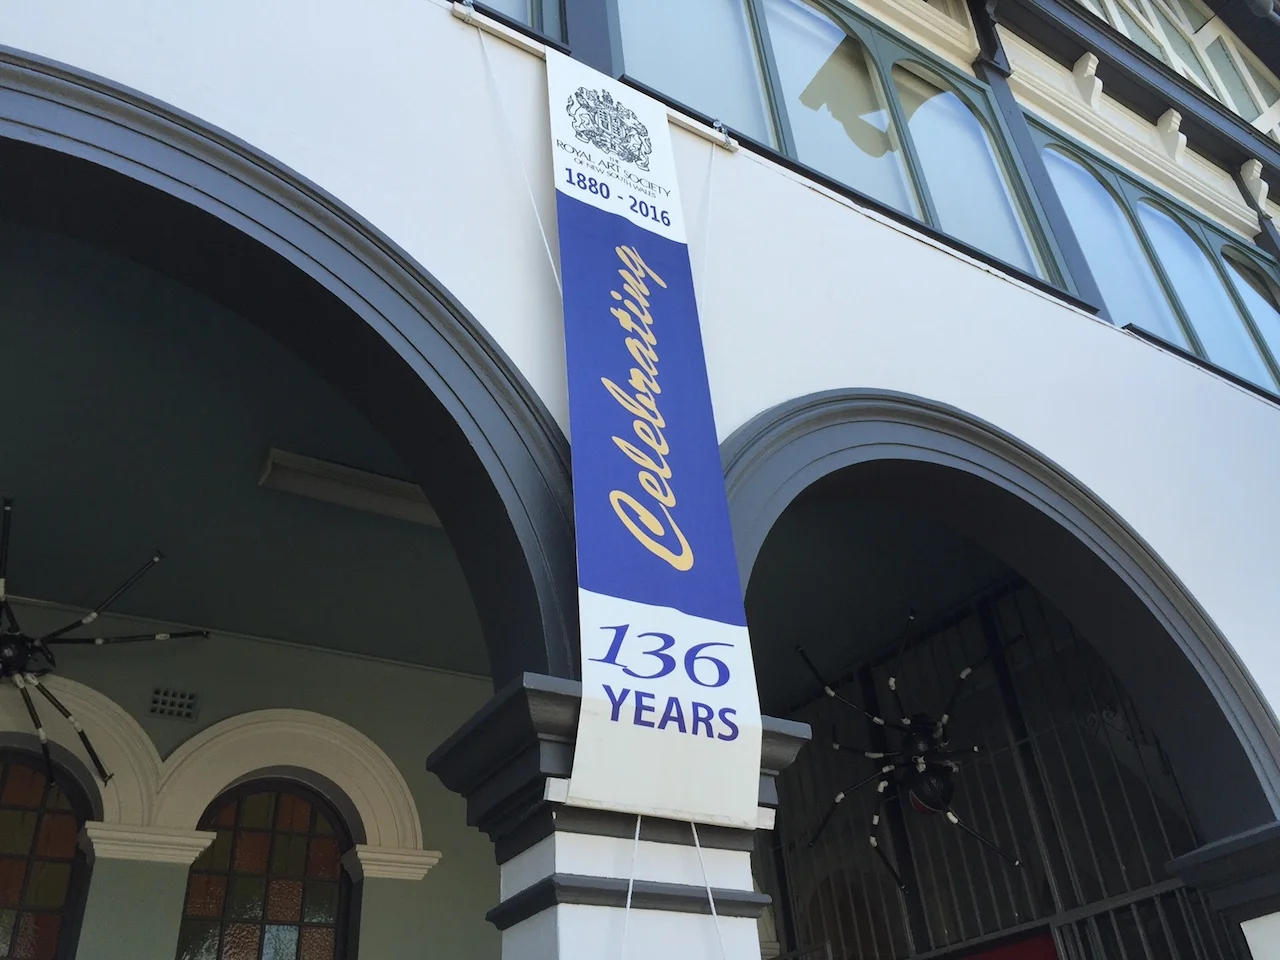 THE
ROYAL ART SOCIETY
OF NEW SOUTH WALES
1880 - 2016
Celebrating
136
YEARS